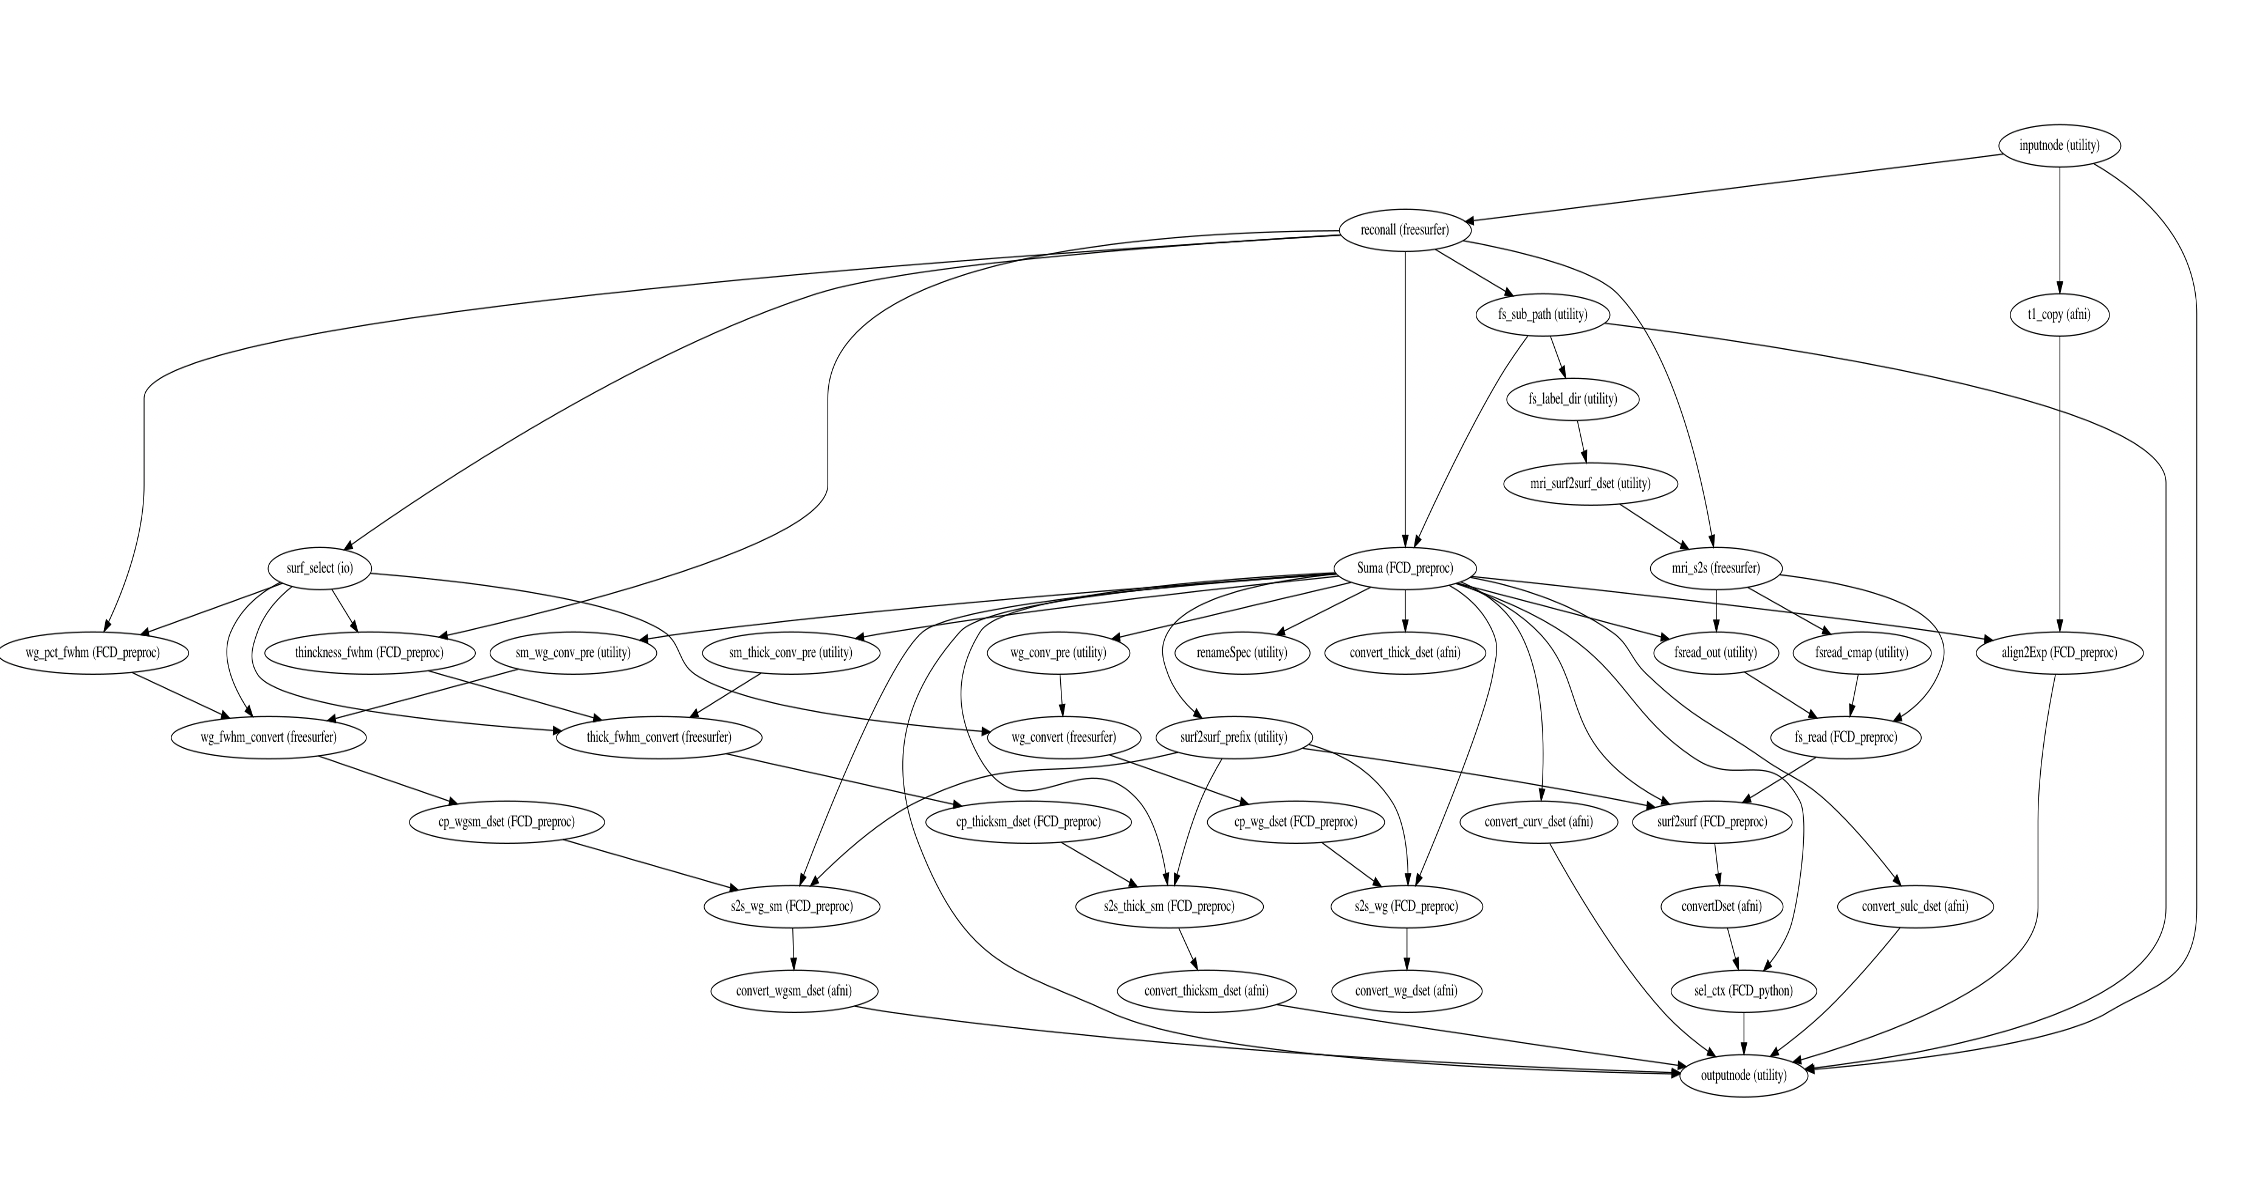 inputnode (utility)
reconall (freesurfer)
fs_sub_path (utility)
t1_copy (afni)
fs_label_dir (utility)
mri_surf2surf_dset (utility)
surf_select (io)
Suma (FCD_preproc)
mri_s2s (freesurfer)
wg_pct_fwhm (FCD_preproc)
thinckness_fwhm (FCD_preproc)
sm_wg_conv_pre (utility)
sm_thick_conv_pre (utility)
wg_conv_pre (utility)
renameSpec (utility)
convert_thick_dset (afni)
fsread_out (utility)
fsread_cmap (utility)
align2Exp (FCD_preproc)
wg_fwhm_convert (freesurfer)
thick_fwhm_convert (freesurfer)
wg_convert (freesurfer)
surf2surf_prefix (utility)
fs_read (FCD_preproc)
cp_wgsm_dset (FCD_preproc)
cp_thicksm_dset (FCD_preproc)
cp_wg_dset (FCD_preproc)
convert_curv_dset (afni)
surf2surf (FCD_preproc)
s2s_wg_sm (FCD_preproc)
s2s_thick_sm (FCD_preproc)
s2s_wg (FCD_preproc)
convertDset (afni)
convert_sulc_dset (afni)
convert_wgsm_dset (afni)
convert_thicksm_dset (afni)
convert_wg_dset (afni)
sel_ctx (FCD_python)
outputnode (utility)